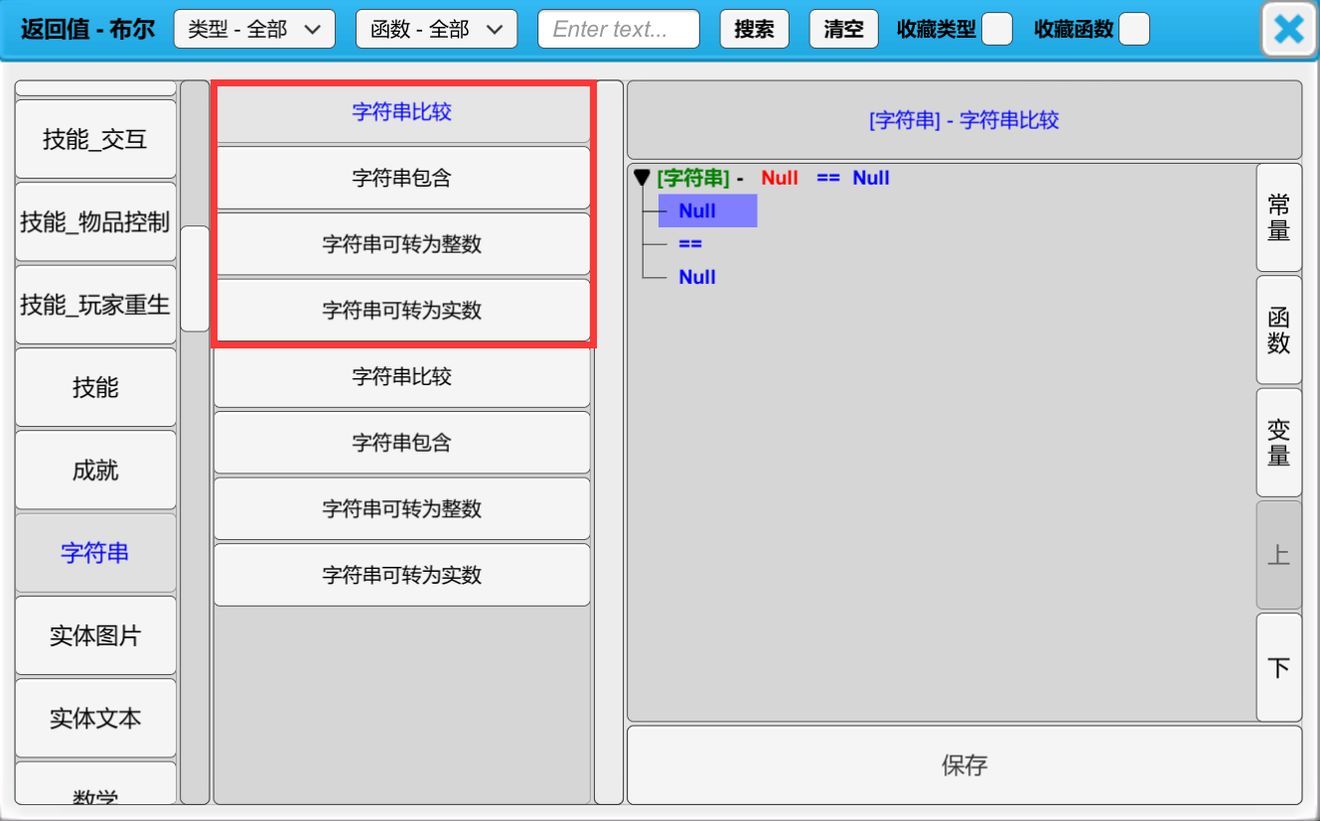 返回值 - 布尔 类型 - 全部 函数 - 全部 Enter text... 搜索 清空 收藏类型 收藏函数
技能_交互
技能_物品控制
技能_玩家重生
技能
成就
字符串
实体图片
实体文本
数学
字符串比较
字符串包含
字符串可转为整数
字符串可转为实数
字符串比较
字符串包含
字符串可转为整数
字符串可转为实数
[字符串] - 字符串比较
[字符串] - Null == Null
Null
==
Null
常量
函数
变量
上
下
保存